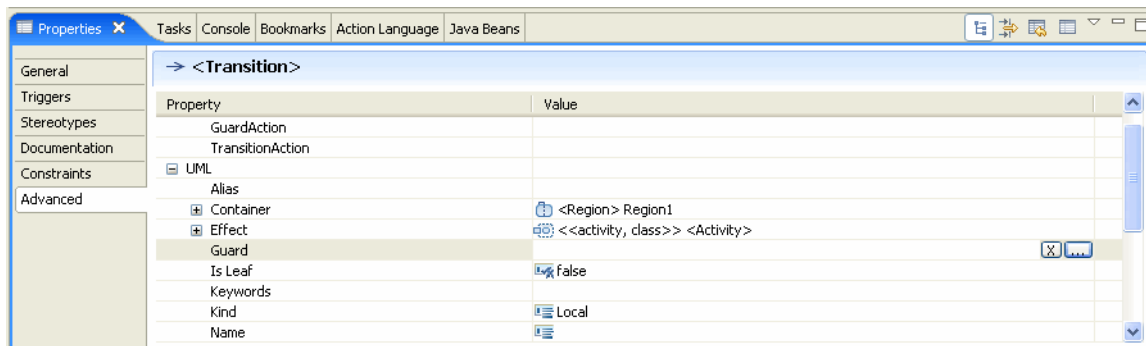 Properties Tasks Console Bookmarks Action Language Java Beans
General
Triggers
Stereotypes
Documentation
Constraints
Advanced
<Transition>
Property Value
GuardAction
TransitionAction
UML
Alias
Container <Region> Region1
Effect <<activity, class>> <Activity>
Guard X ...
Is Leaf false
Keywords
Kind Local
Name